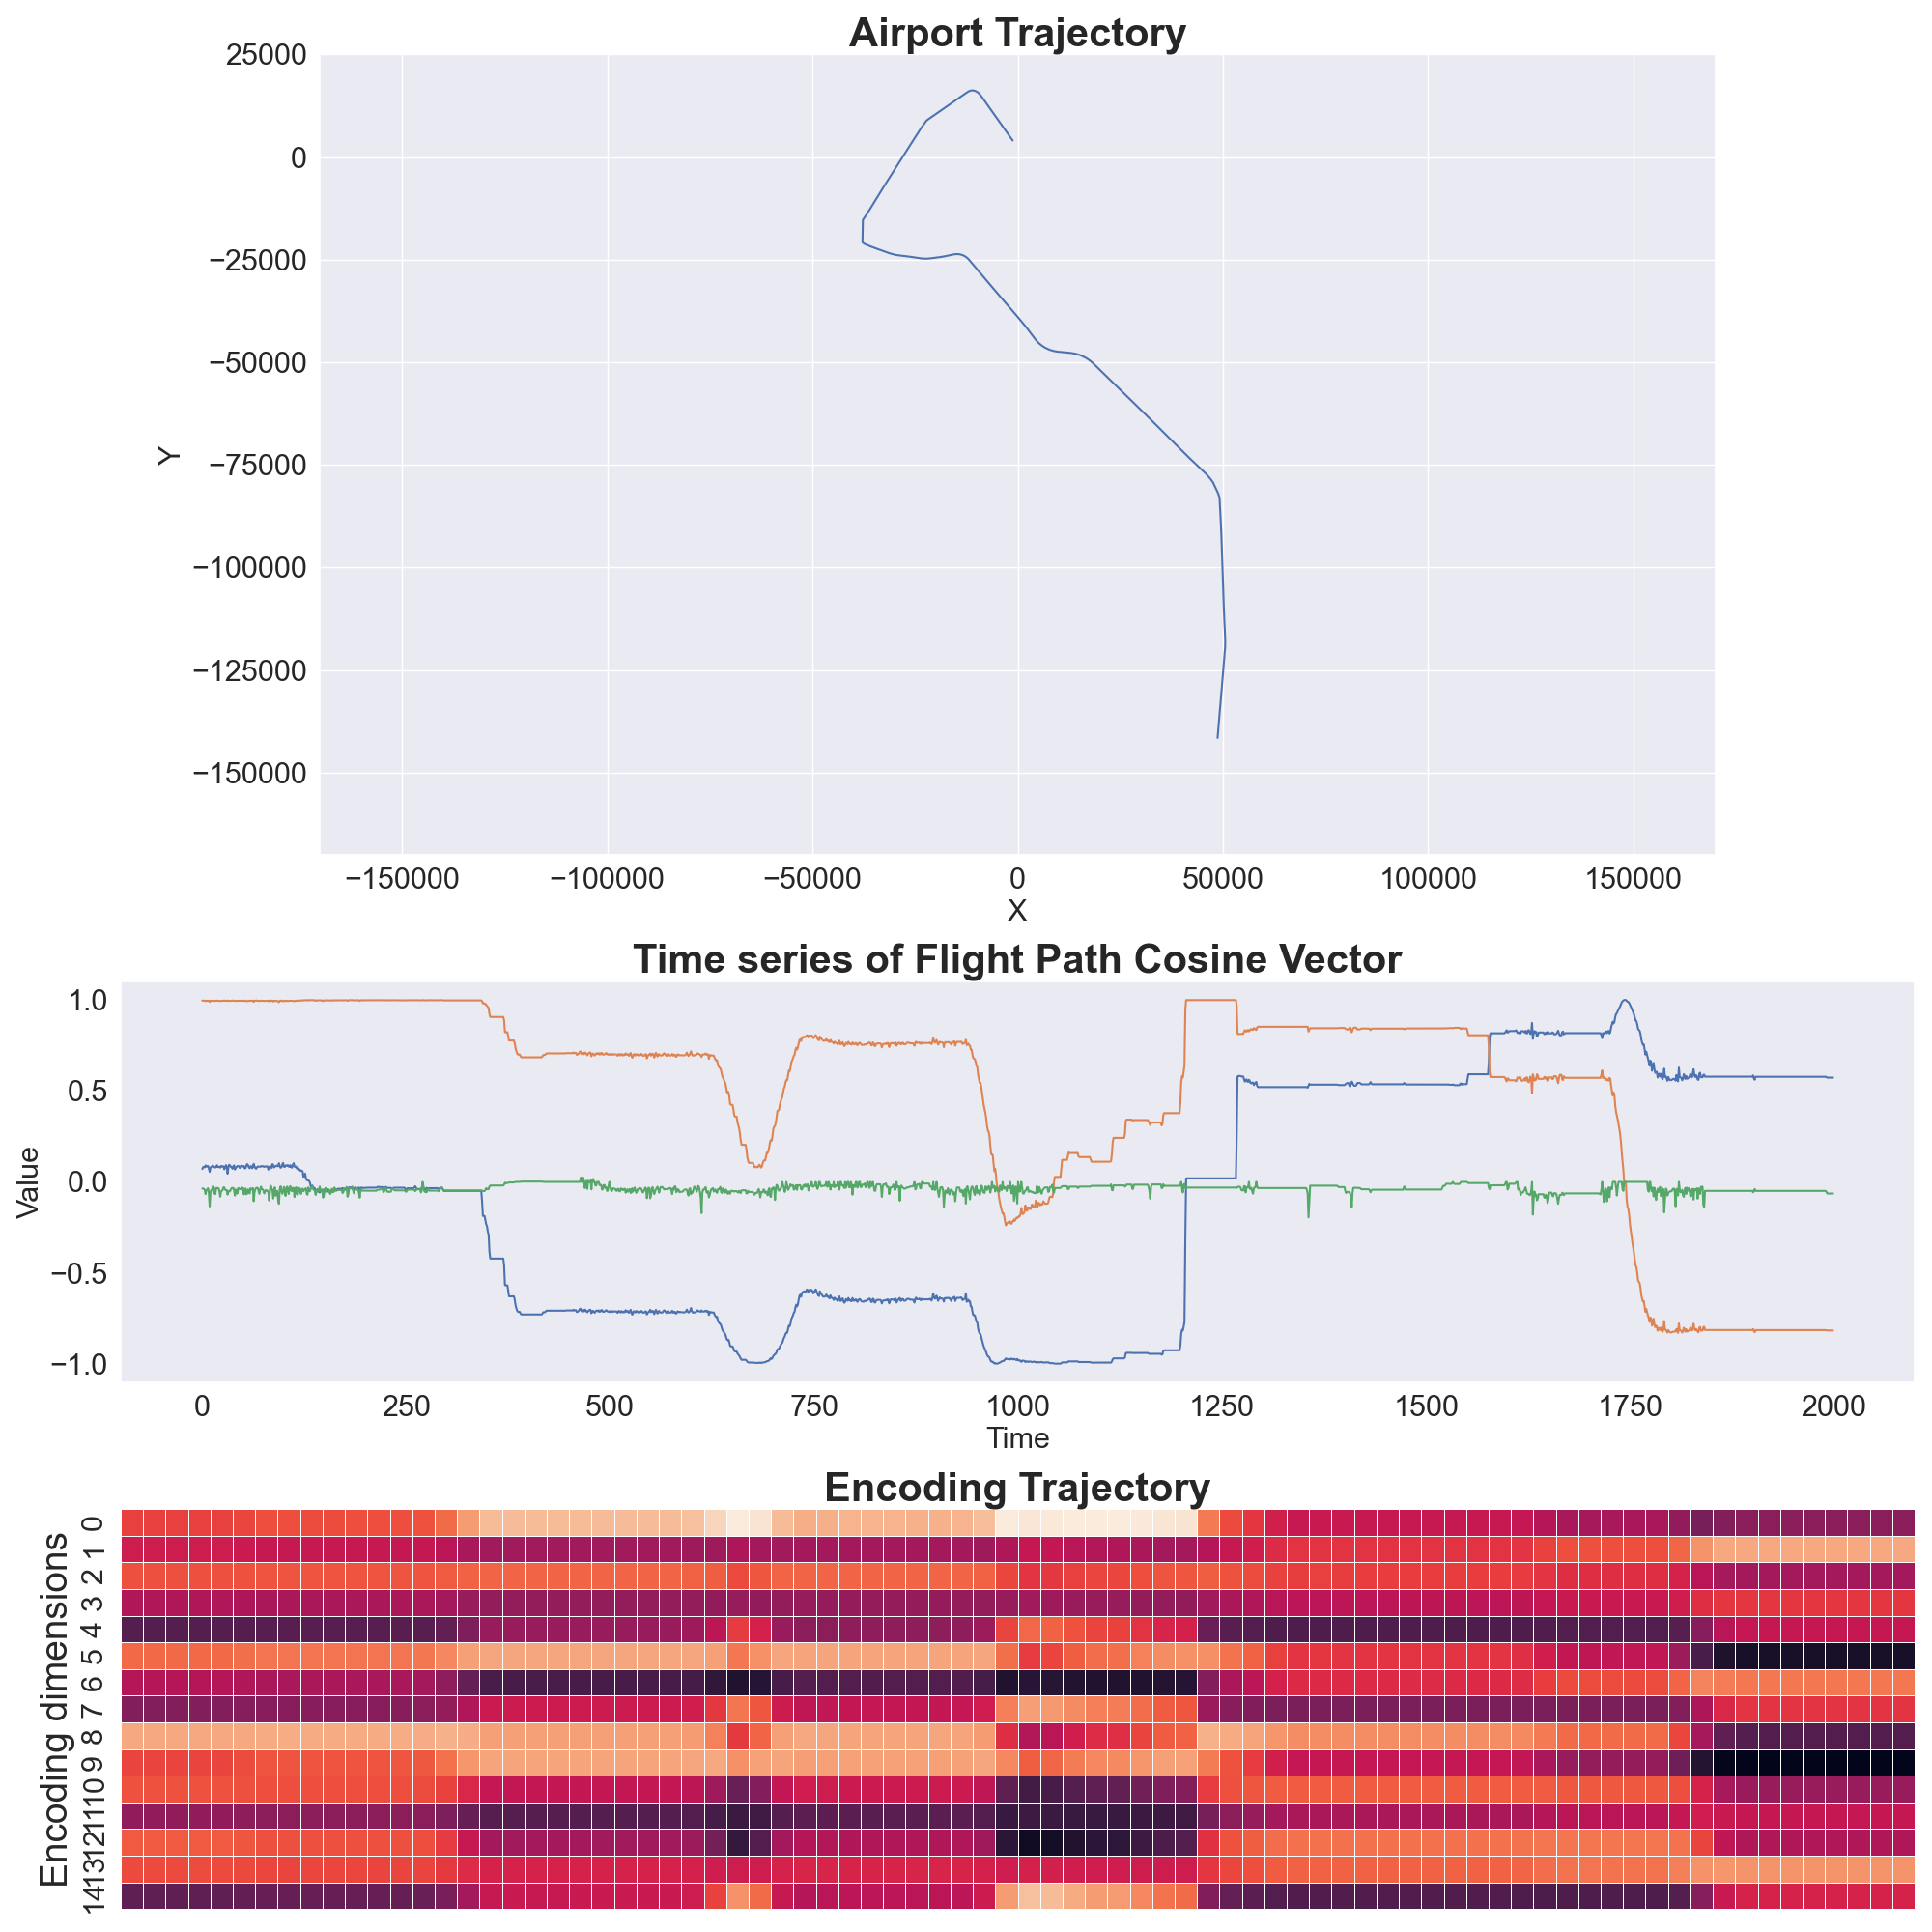 Airport Trajectory
25000
0
−25000
−50000
−75000
−100000
−125000
−150000
Y
−150000 −100000 −50000 0 50000 100000 150000
X
Time series of Flight Path Cosine Vector
1.0
0.5
0.0
−0.5
−1.0
Value
0 250 500 750 1000 1250 1500 1750 2000
Time
Encoding Trajectory
Encoding dimensions
0
1
2
3
4
5
6
7
8
9
10
11
12
13
14